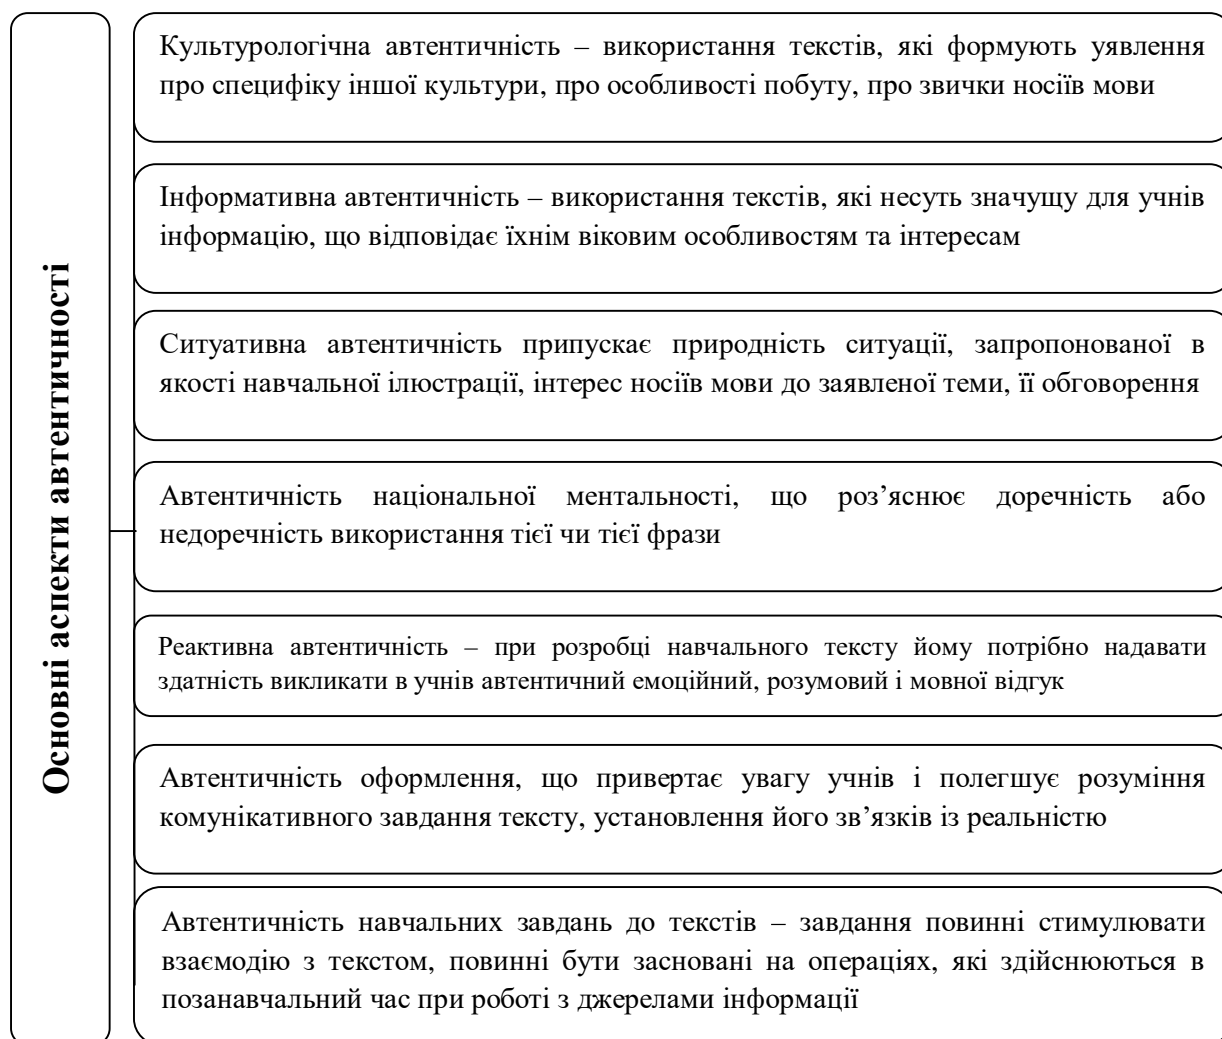 Основні аспекти автентичності
Культурологічна автентичність – використання текстів, які формують уявлення
про специфіку іншої культури, про особливості побуту, про звички носіїв мови
Інформативна автентичність – використання текстів, які несуть значущу для учнів
інформацію, що відповідає їхнім віковим особливостям та інтересам
Ситуативна автентичність припускає природність ситуації, запропонованої в
якості навчальної ілюстрації, інтерес носіїв мови до заявленої теми, її обговорення
Автентичність національної ментальності, що роз’яснює доречність або
недоречність використання тієї чи тієї фрази
Реактивна автентичність – при розробці навчального тексту йому потрібно надавати
здатність викликати в учнів автентичний емоційний, розумовий і мовної відгук
Автентичність оформлення, що привертає увагу учнів і полегшує розуміння
комунікативного завдання тексту, установлення його зв’язків із реальністю
Автентичність навчальних завдань до текстів – завдання повинні стимулювати
взаємодію з текстом, повинні бути засновані на операціях, які здійснюються в
позанавчальний час при роботі з джерелами інформації